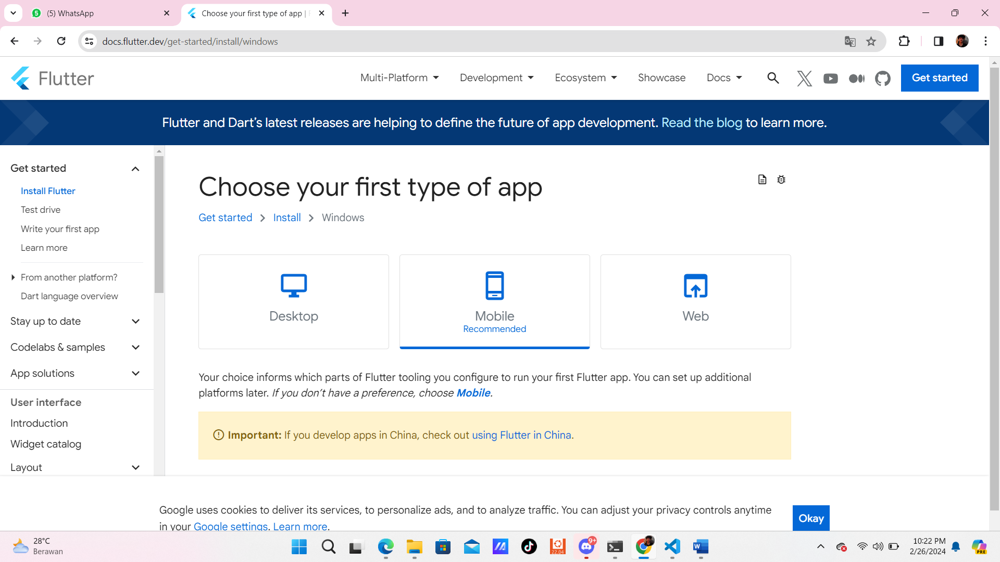 (5) WhatsApp
Choose your first type of app |
docs.flutter.dev/get-started/install/windows
Flutter
Multi-Platform
Development
Ecosystem
Showcase
Docs
Get started
Flutter and Dart’s latest releases are helping to define the future of app development. Read the blog to learn more.
Get started
Install Flutter
Test drive
Write your first app
Learn more
From another platform?
Dart language overview
Stay up to date
Codelabs & samples
App solutions
User interface
Introduction
Widget catalog
Layout
Choose your first type of app
Get started > Install > Windows
Desktop
Mobile
Recommended
Web
Your choice informs which parts of Flutter tooling you configure to run your first Flutter app. You can set up additional
platforms later. If you don’t have a preference, choose Mobile.
Important: If you develop apps in China, check out using Flutter in China.
Google uses cookies to deliver its services, to personalize ads, and to analyze traffic. You can adjust your privacy controls anytime
in your Google settings. Learn more.
Okay
28°C
Berawan
22.04
9+
10:22 PM
2/26/2024
PRE